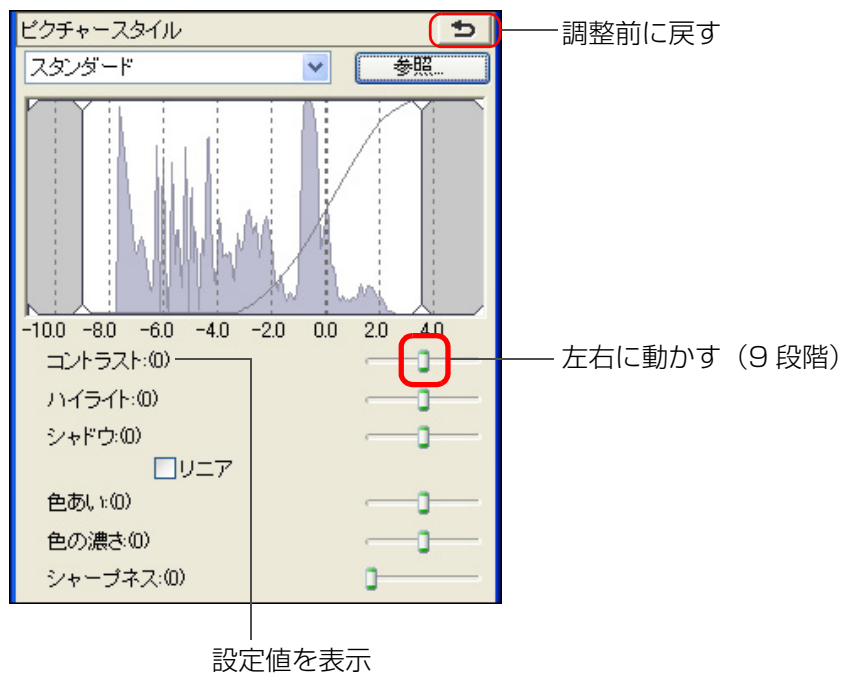 ピクチャースタイル
調整前に戻す
スタンダード
参照...
-10.0 -8.0 -6.0 -4.0 -2.0 0.0 2.0 4.0
コントラスト:(0)
左右に動かす（9 段階）
ハイライト:(0)
シャドウ:(0)
リニア
色あい:(0)
色の濃さ:(0)
シャープネス:(0)
設定値を表示